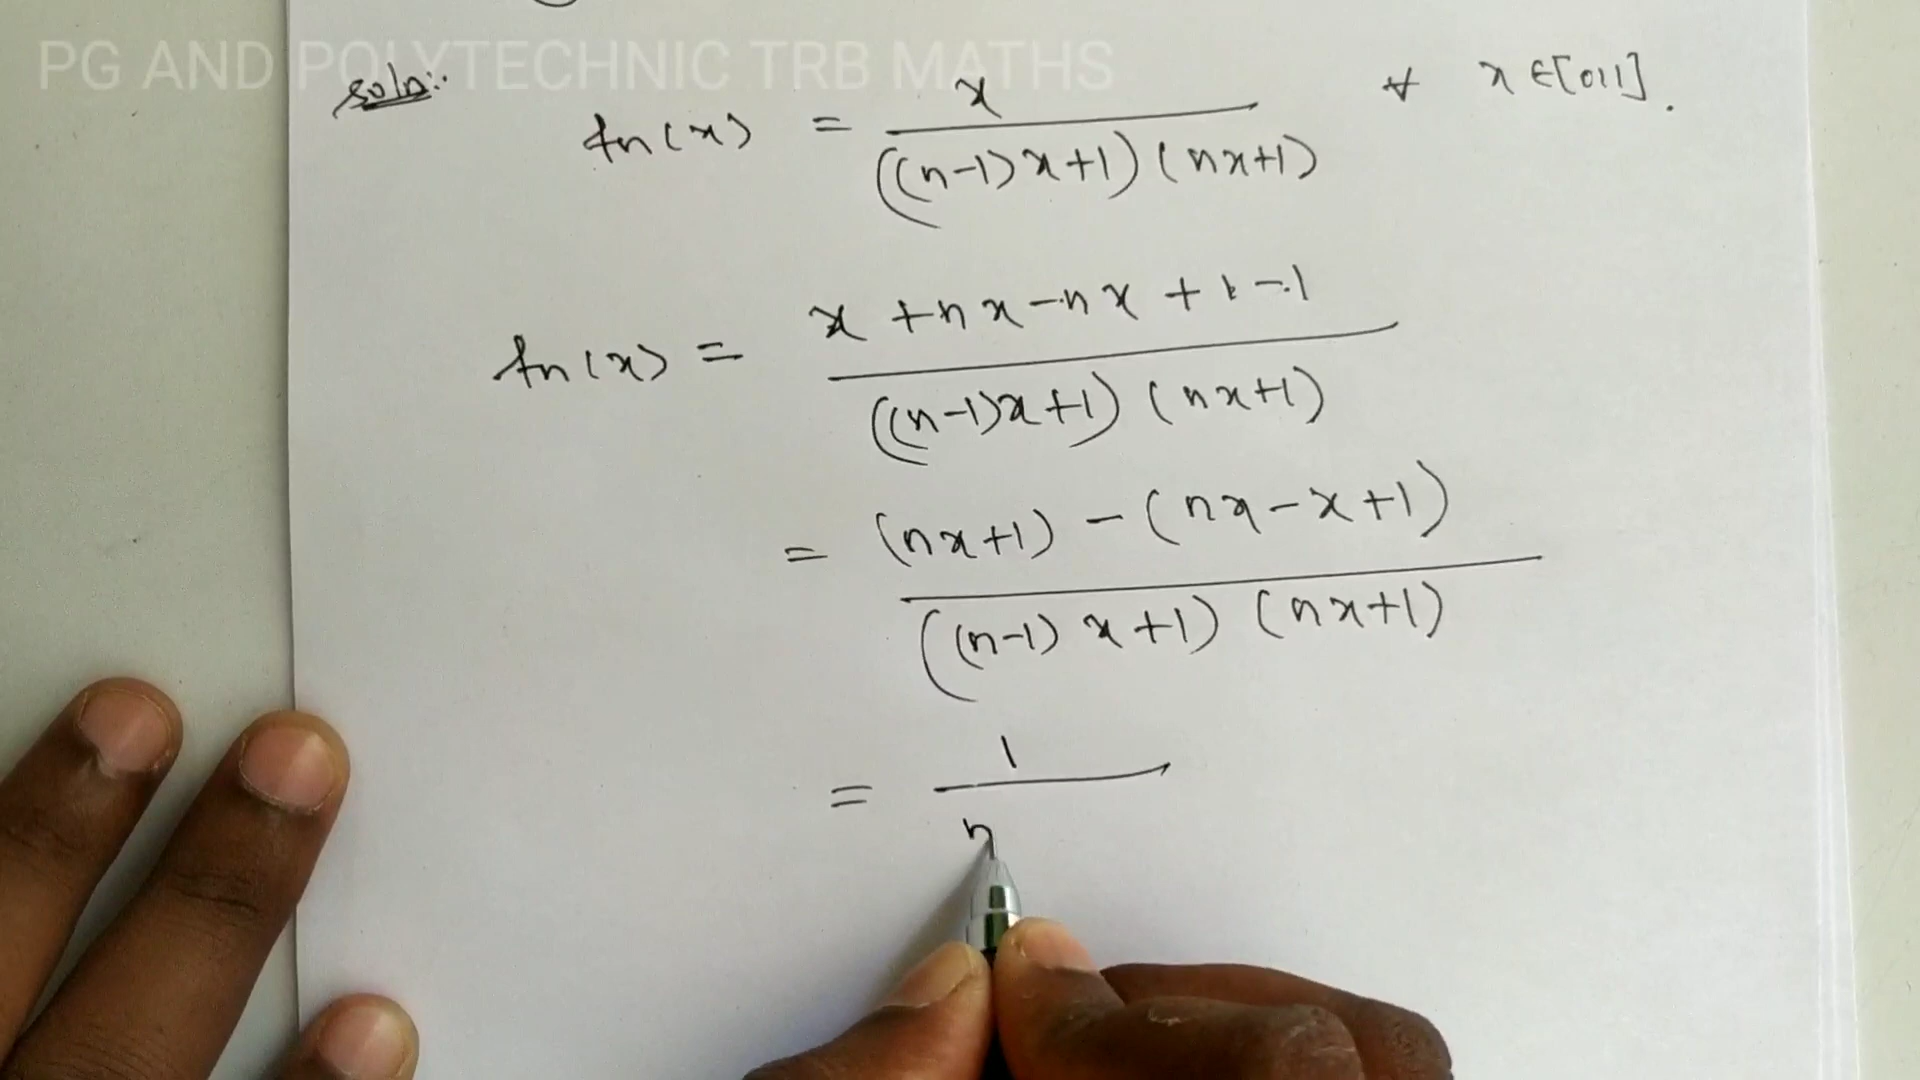 PG AND POLYTECHNIC TRB MATHS
Soln:-
fn(x) = x / ((n-1)x+1)(nx+1) ∀ x ∈ [0,1].
fn(x) = x + nx - nx + 1 - 1 / ((n-1)x+1)(nx+1)
= (nx+1) - (nx-x+1) / ((n-1)x+1)(nx+1)
= 1 / n